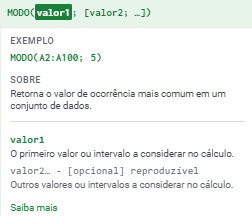 MODO(valor1; [valor2; …])
EXEMPLO
MODO(A2:A100; 5)
SOBRE
Retorna o valor de ocorrência mais comum em um
conjunto de dados.
valor1
O primeiro valor ou intervalo a considerar no cálculo.
valor2… - [opcional] reproduzível
Outros valores ou intervalos a considerar no cálculo.
Saiba mais